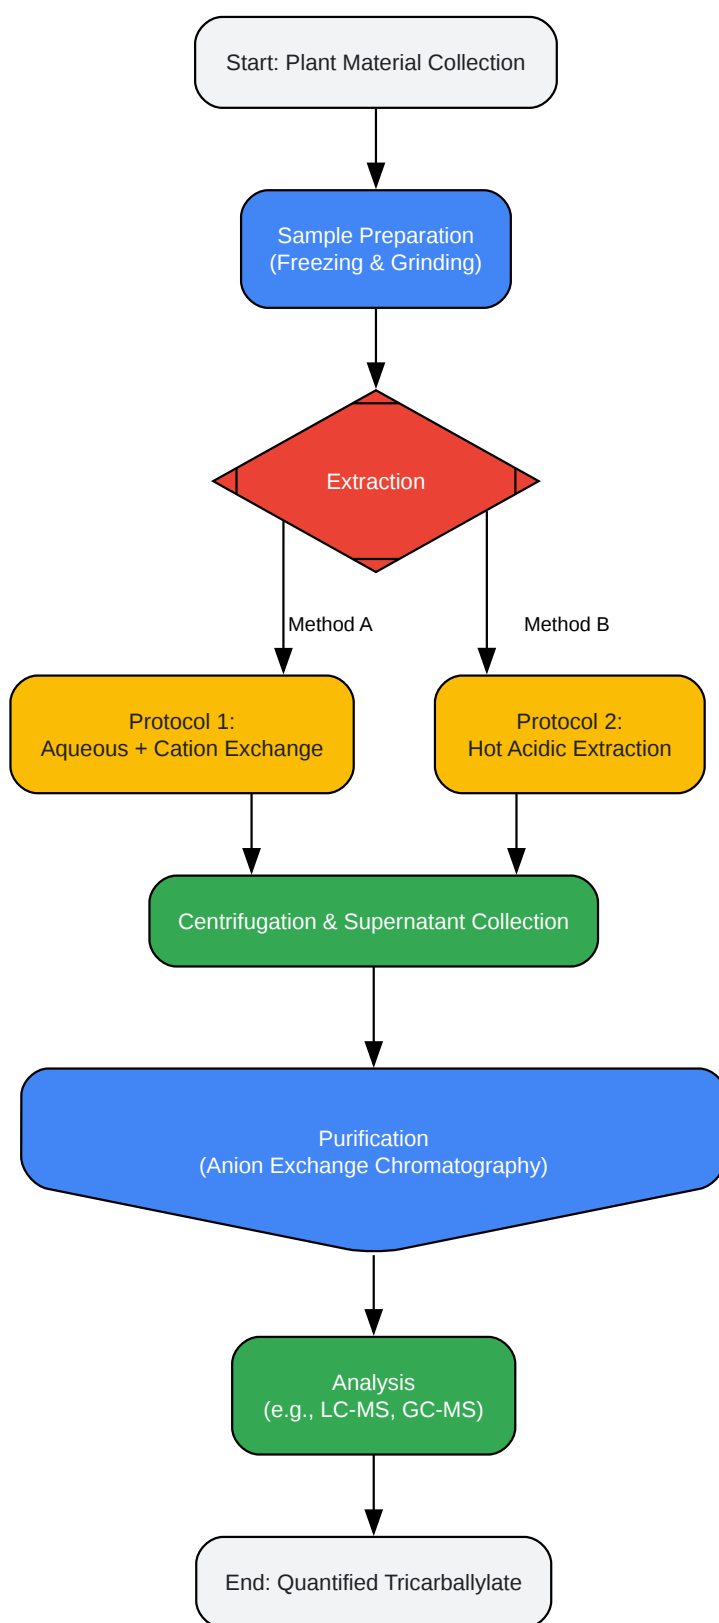 Start: Plant Material Collection
Sample Preparation
(Freezing & Grinding)
Extraction
Method A
Method B
Protocol 1:
Aqueous + Cation Exchange
Protocol 2:
Hot Acidic Extraction
Centrifugation & Supernatant Collection
Purification
(Anion Exchange Chromatography)
Analysis
(e.g., LC-MS, GC-MS)
End: Quantified Tricarballylate